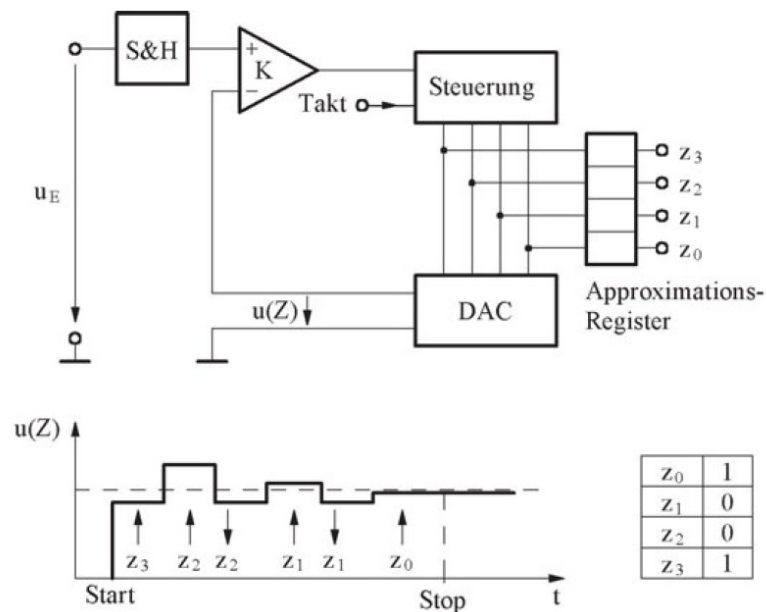 S&H
+
K
−
Takt
Steuerung
z3
z2
z1
z0
uE
u(Z)
DAC
Approximations-
Register
u(Z)
z3 z2 z2 z1 z1 z0
Start
Stop
t
z0 1
z1 0
z2 0
z3 1